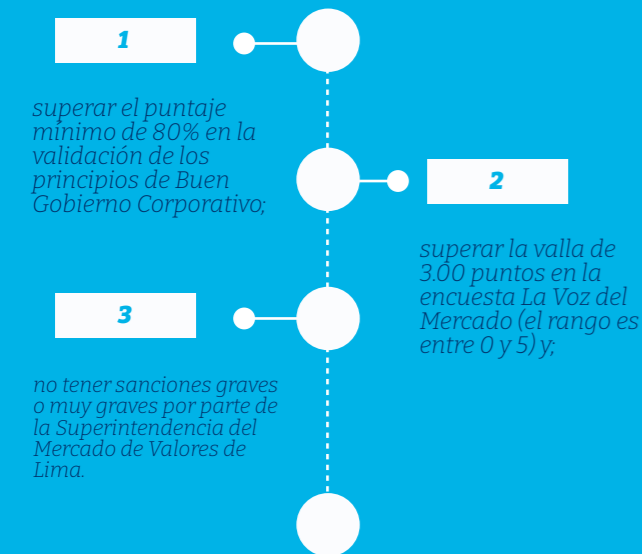 1
superar el puntaje
mínimo de 80% en la
validación de los
principios de Buen
Gobierno Corporativo;
2
superar la valla de
3.00 puntos en la
encuesta La Voz del
Mercado (el rango es
entre 0 y 5) y;
3
no tener sanciones graves
o muy graves por parte de
la Superintendencia del
Mercado de Valores de
Lima.